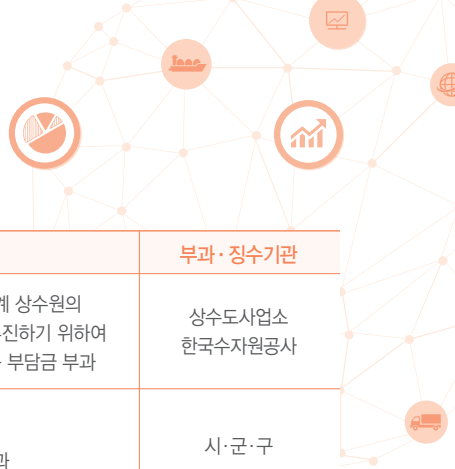 부과·징수기관
계 상수원의
진하기 위하여
부담금 부과
상수도사업소
한국수자원공사
시·군·구